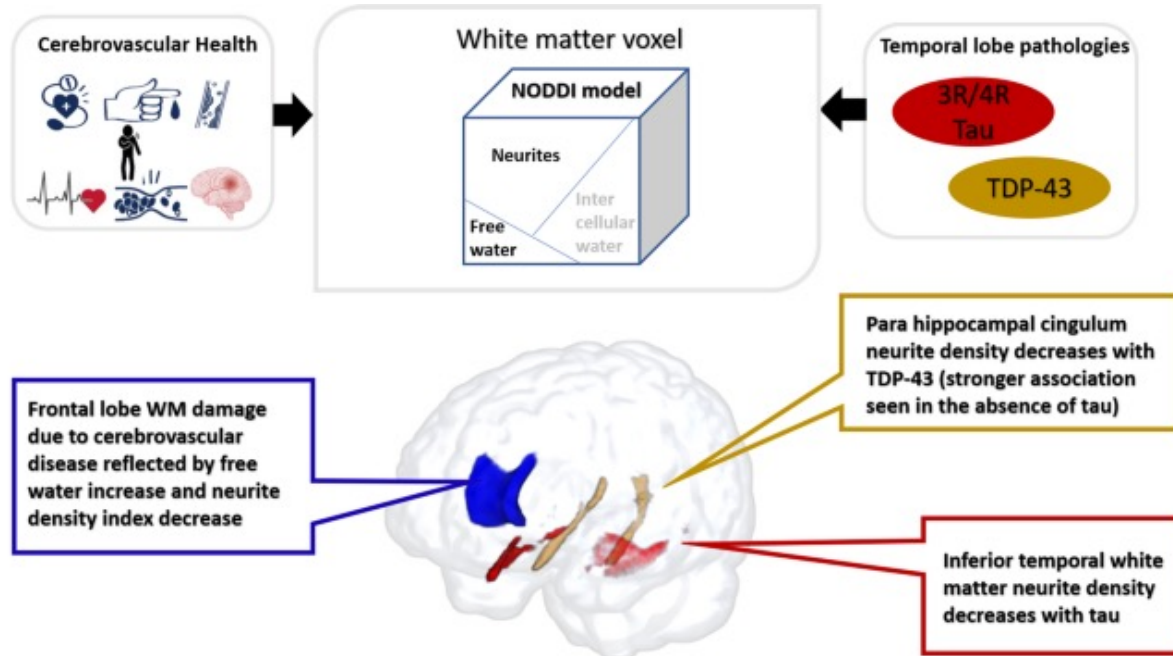 Cerebrovascular Health
White matter voxel
NODDI model
Neurites
Free
water
Inter
cellular
water
Temporal lobe pathologies
3R/4R
Tau
TDP-43
Para hippocampal cingulum
neurite density decreases with
TDP-43 (stronger association
seen in the absence of tau)
Frontal lobe WM damage
due to cerebrovascular
disease reflected by free
water increase and neurite
density index decrease
Inferior temporal white
matter neurite density
decreases with tau